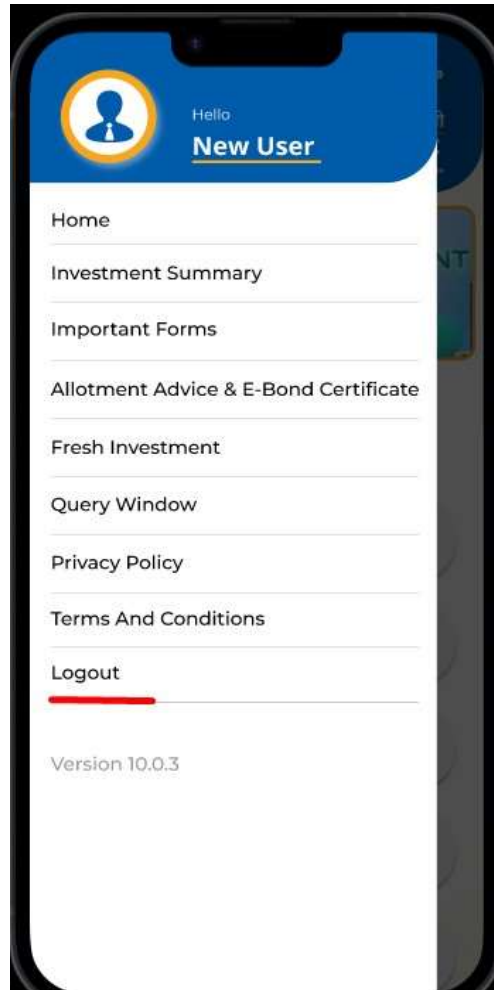 Hello
New User
Home
Investment Summary
Important Forms
Allotment Advice & E-Bond Certificate
Fresh Investment
Query Window
Privacy Policy
Terms And Conditions
Logout
Version 10.0.3
NT